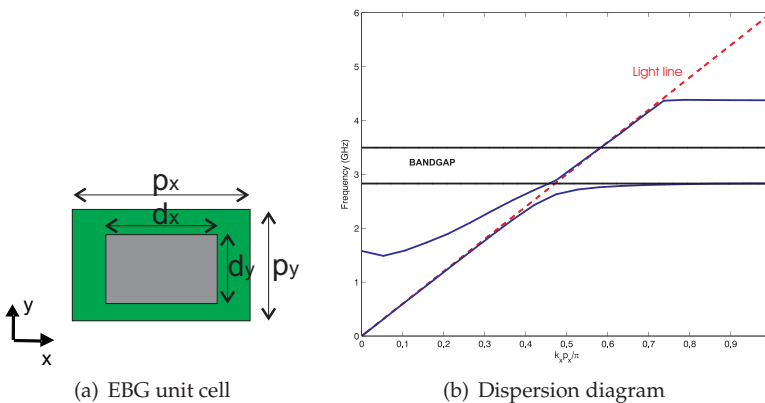 px
dx
dy
py
y
x
(a) EBG unit cell
6
5
4
3
2
1
0
Frequency (GHz)
Light line
BANDGAP
0 0,1 0,2 0,3 0,4 0,5 0,6 0,7 0,8 0,9
kxpx/π
(b) Dispersion diagram